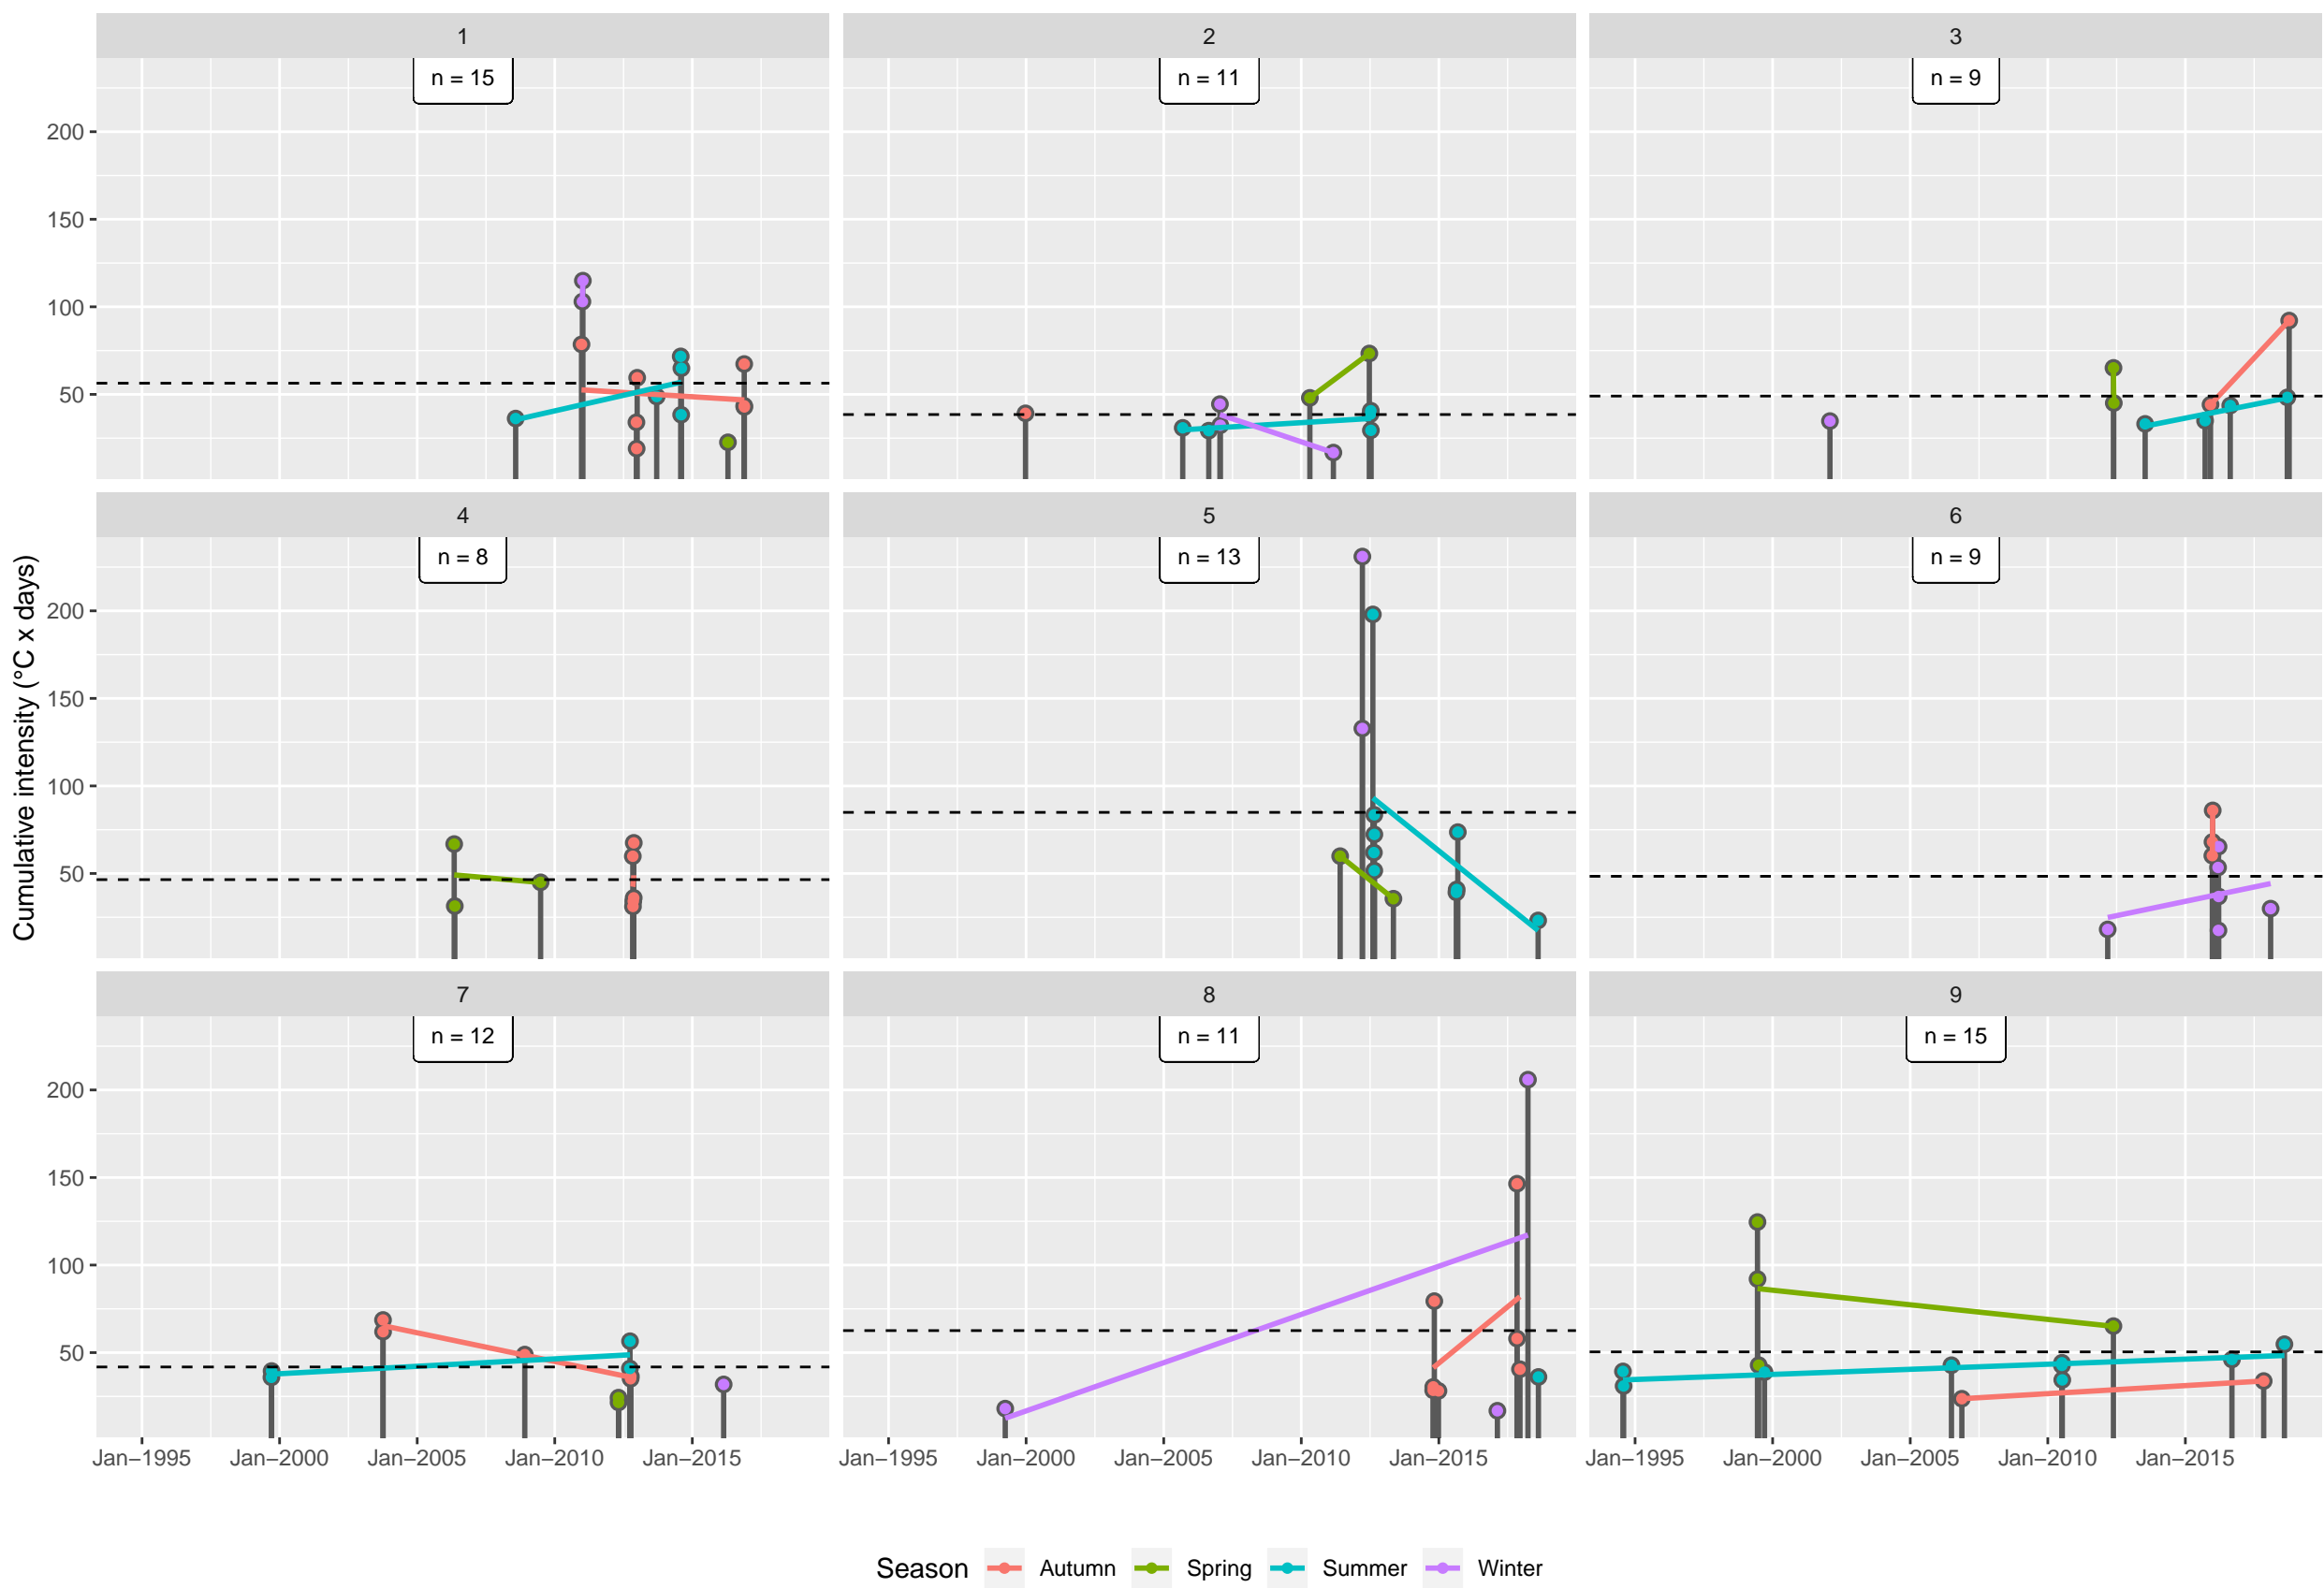 1
2
3
n = 15
n = 11
n = 9
200
150
100
50
4
5
6
n = 8
n = 13
n = 9
200
150
100
50
Cumulative intensity (°C x days)
7
8
9
n = 12
n = 11
n = 15
200
150
100
50
Jan−1995 Jan−2000 Jan−2005 Jan−2010 Jan−2015
Jan−1995 Jan−2000 Jan−2005 Jan−2010 Jan−2015
Jan−1995 Jan−2000 Jan−2005 Jan−2010 Jan−2015
Season Autumn Spring Summer Winter